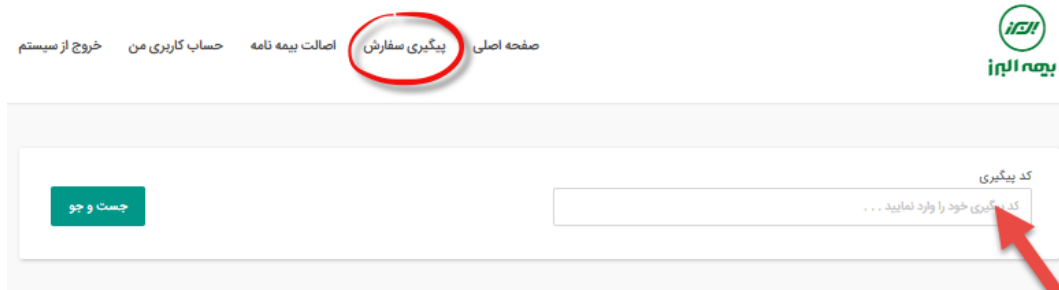 بیمه البرز
صفحه اصلی پیگیری سفارش اصالت بیمه نامه حساب کاربری من خروج از سیستم
کد پیگیری
کد پیگیری خود را وارد نمایید . . .
جست و جو